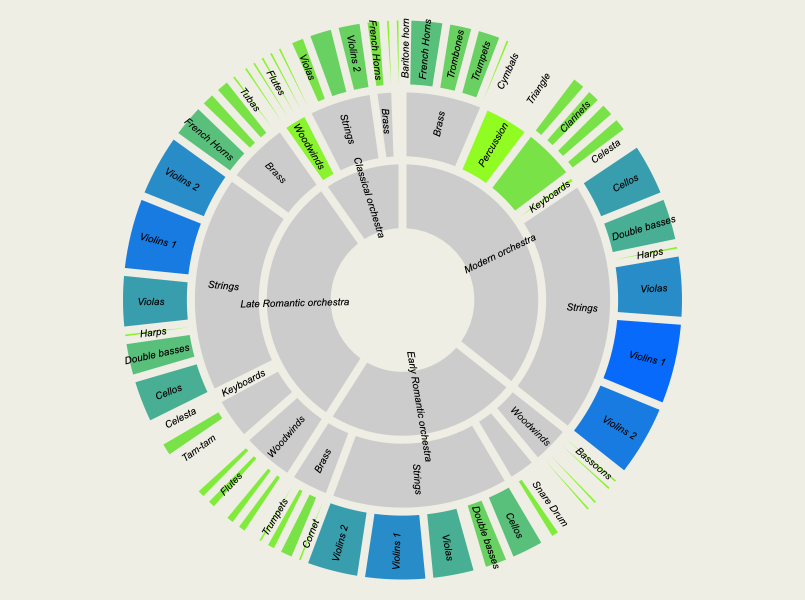 Modern orchestra
Brass
Baritone horn
French Horns
Trombones
Trumpets
Percussion
Cymbals
Triangle
Clarinets
Keyboards
Celesta
Strings
Cellos
Double basses
Harps
Violas
Violins 1
Violins 2
Early Romantic orchestra
Woodwinds
Bassoons
Snare Drum
Strings
Cellos
Double basses
Violas
Violins 1
Violins 2
Brass
Cornet
Trumpets
Late Romantic orchestra
Woodwinds
Flutes
Tam-tam
Keyboards
Celesta
Strings
Cellos
Double basses
Harps
Violas
Violins 1
Violins 2
Brass
French Horns
Tubas
Classical orchestra
Woodwinds
Flutes
Strings
Violas
Violins 2
Brass
French Horns